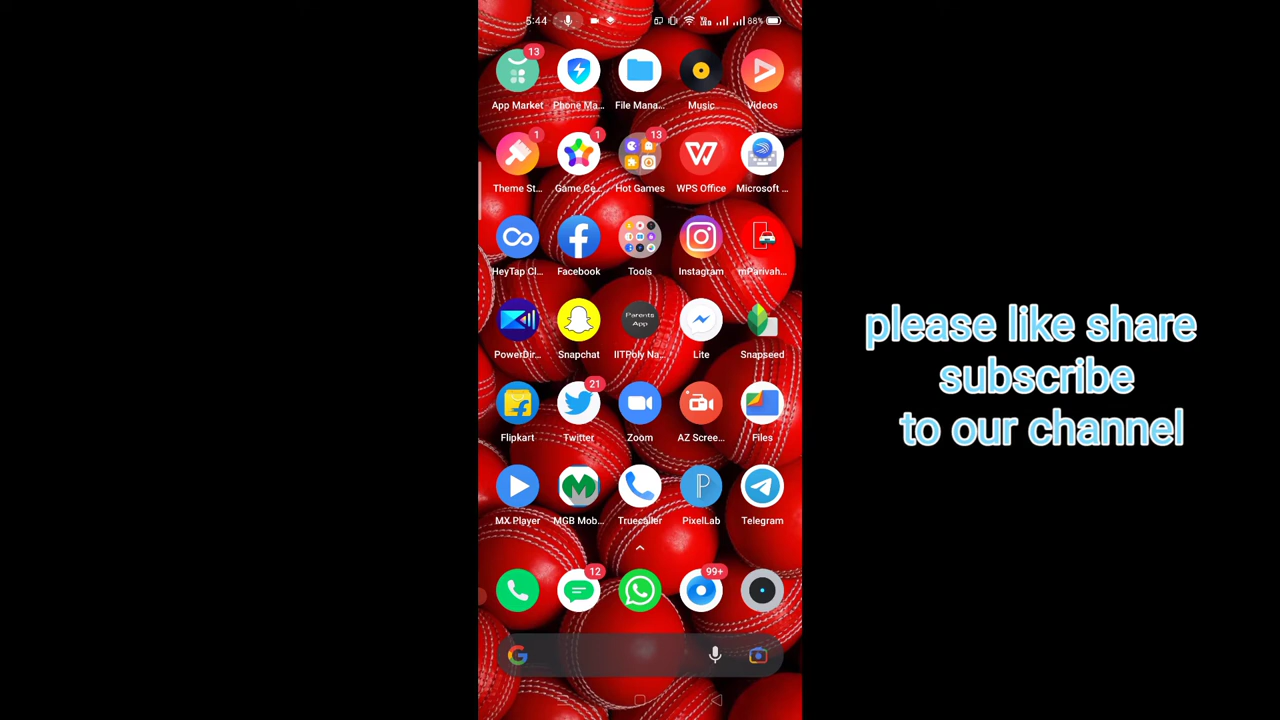 5:44
88%
13
App Market
Phone Ma...
File Mana...
Music
Videos
1
1
13
Theme St...
Game Ce...
Hot Games
WPS Office
Microsoft ...
HeyTap Cl...
Facebook
Tools
Instagram
mParivah...
Parents
App
PowerDir...
Snapchat
IITPoly Na...
Lite
Snapseed
21
Flipkart
Twitter
Zoom
AZ Scree...
Files
MX Player
MGB Mob...
Truecaller
PixelLab
Telegram
12
99+
please like share
subscribe
to our channel